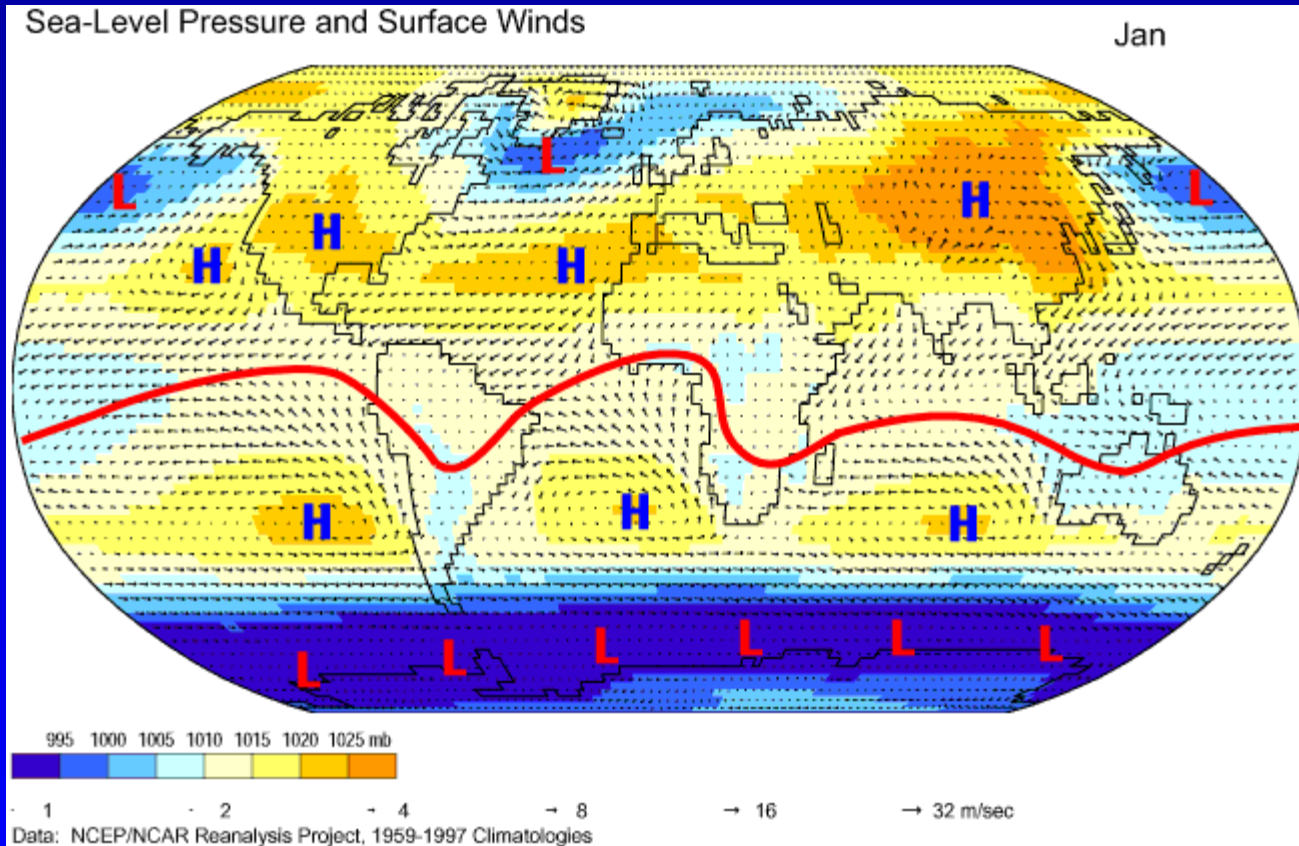 Sea-Level Pressure and Surface Winds
Jan
L
L
L
H
H
H
H
H
H
H
L
L
L
L
L
L
995 1000 1005 1010 1015 1020 1025 mb
1 2 4 8 16 32 m/sec
Data: NCEP/NCAR Reanalysis Project, 1959-1997 Climatologies